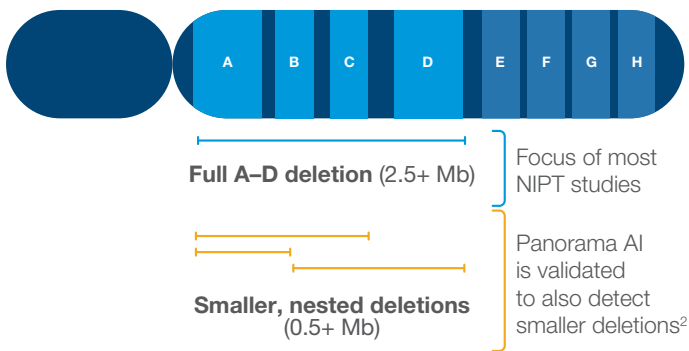 A B C D E F G H
Full A–D deletion (2.5+ Mb)
Focus of most
NIPT studies
Smaller, nested deletions
(0.5+ Mb)
Panorama AI
is validated
to also detect
smaller deletions²